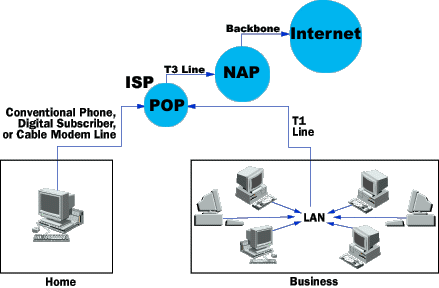 Backbone
Internet
T3 Line
NAP
ISP
POP
Conventional Phone,
Digital Subscriber,
or Cable Modem Line
T1
Line
LAN
Home
Business